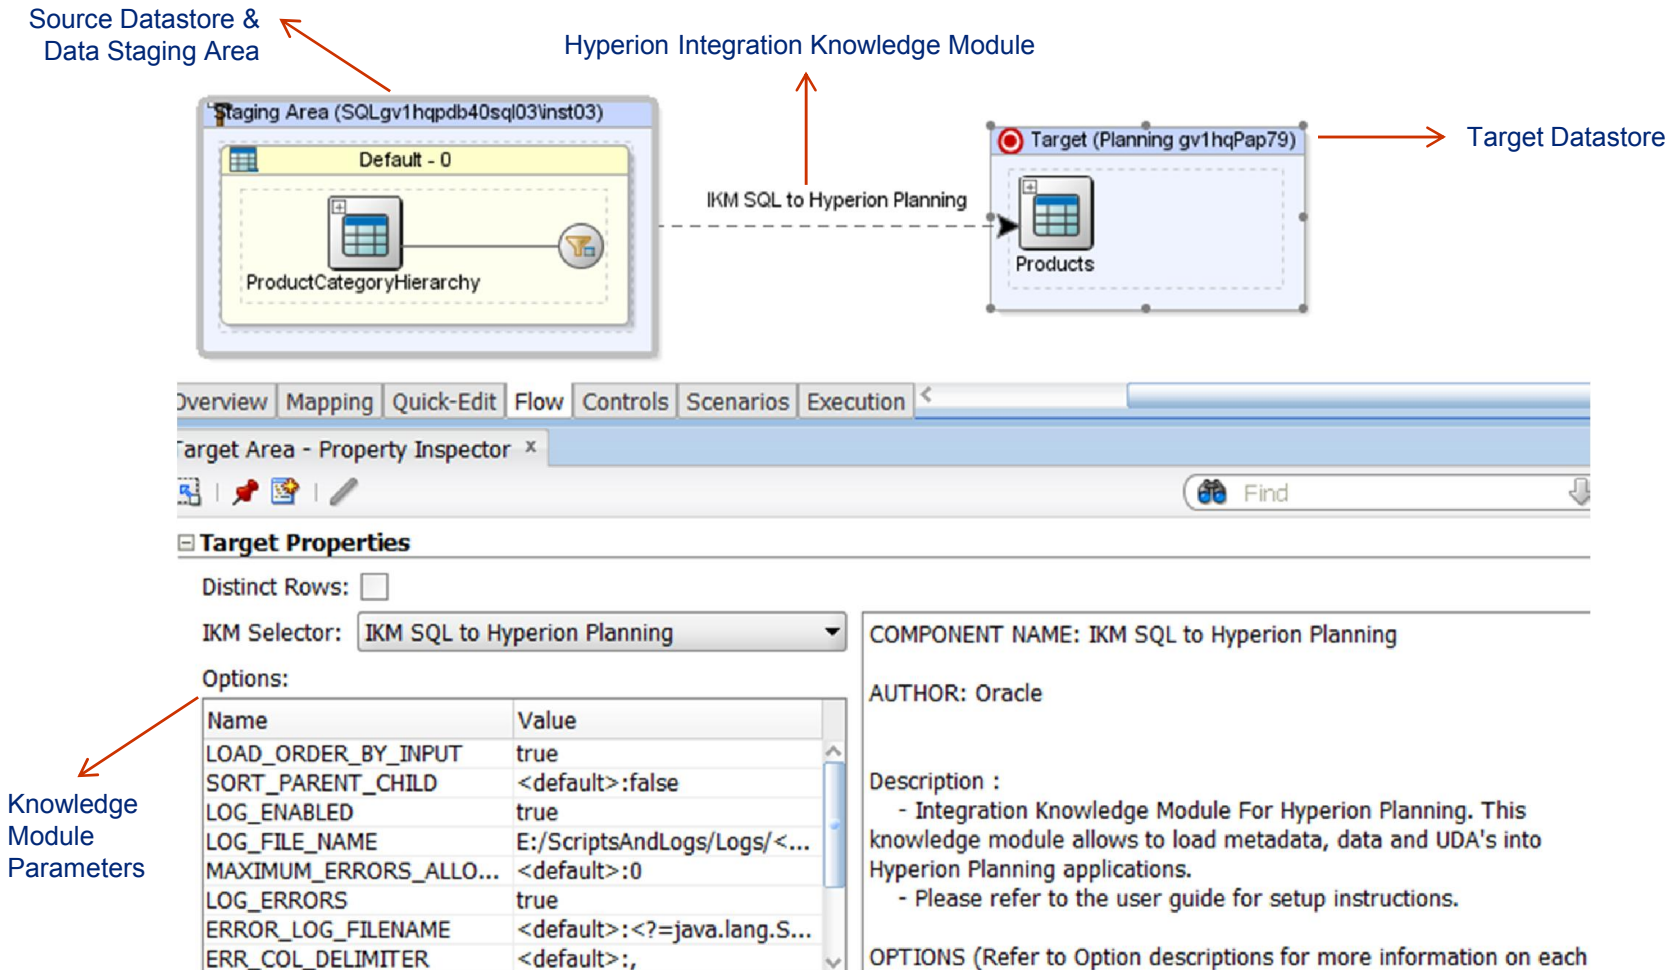 Source Datastore &
Data Staging Area
Hyperion Integration Knowledge Module
Staging Area (SQLgv1hqpdb40sql03\inst03)
Target (Planning gv1hqPap79)
Target Datastore
Default - 0
IKM SQL to Hyperion Planning
ProductCategoryHierarchy
Products
Overview Mapping Quick-Edit Flow Controls Scenarios Execution
Target Area - Property Inspector x
Find
Target Properties
Distinct Rows:
IKM Selector: IKM SQL to Hyperion Planning
Options:
Name Value
LOAD_ORDER_BY_INPUT true
SORT_PARENT_CHILD <default>:false
LOG_ENABLED true
LOG_FILE_NAME E:/ScriptsAndLogs/Logs/<...
MAXIMUM_ERRORS_ALLO... <default>:0
LOG_ERRORS true
ERROR_LOG_FILENAME <default>:<?=java.lang.S...
ERR_COL_DELIMITER <default>:,
COMPONENT NAME: IKM SQL to Hyperion Planning
AUTHOR: Oracle
Description :
- Integration Knowledge Module For Hyperion Planning. This
knowledge module allows to load metadata, data and UDA's into
Hyperion Planning applications.
- Please refer to the user guide for setup instructions.
OPTIONS (Refer to Option descriptions for more information on each
Knowledge
Module
Parameters